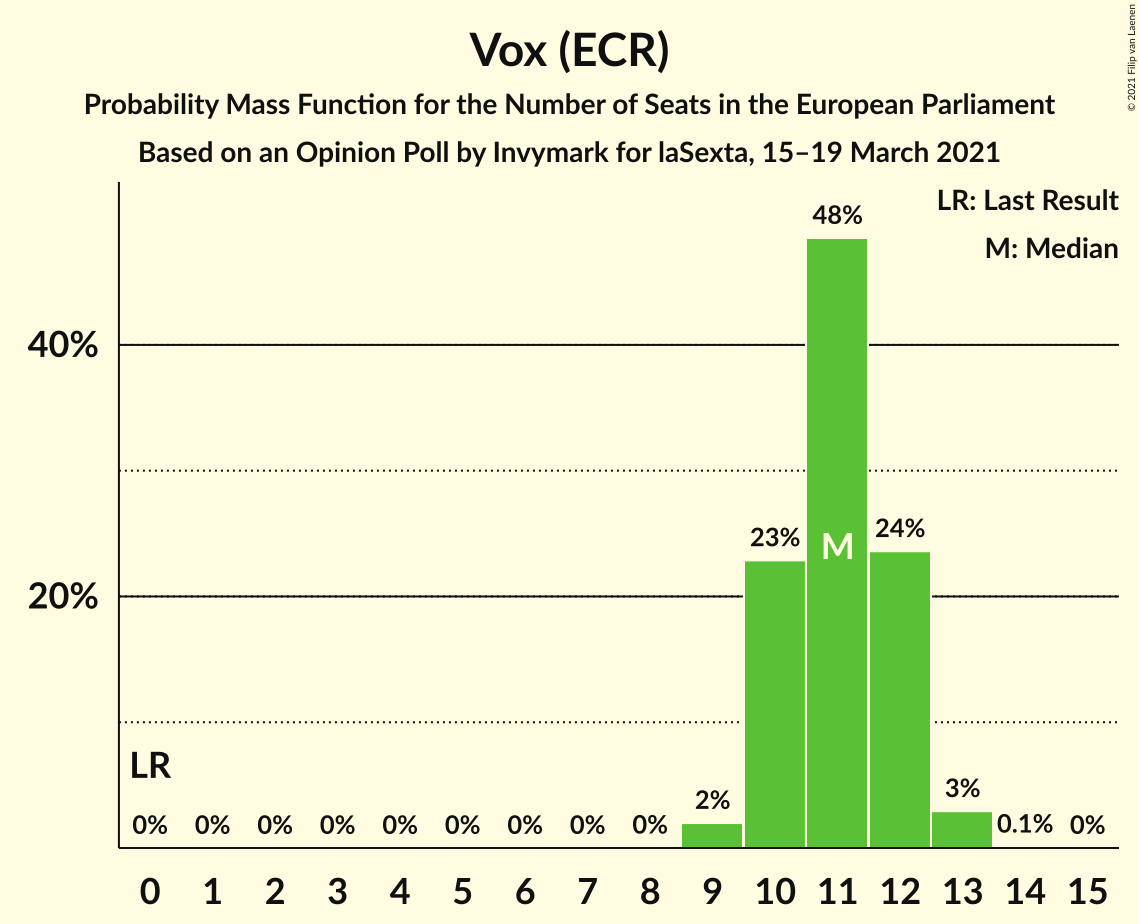 Vox (ECR)
Probability Mass Function for the Number of Seats in the European Parliament
Based on an Opinion Poll by Invymark for laSexta, 15–19 March 2021
© 2021 Filip van Laenen
LR: Last Result
M: Median
48%
40%
24%
23%
M
20%
LR
3%
2%
0% 0% 0% 0% 0% 0% 0% 0% 0% 0.1% 0%
0 1 2 3 4 5 6 7 8 9 10 11 12 13 14 15